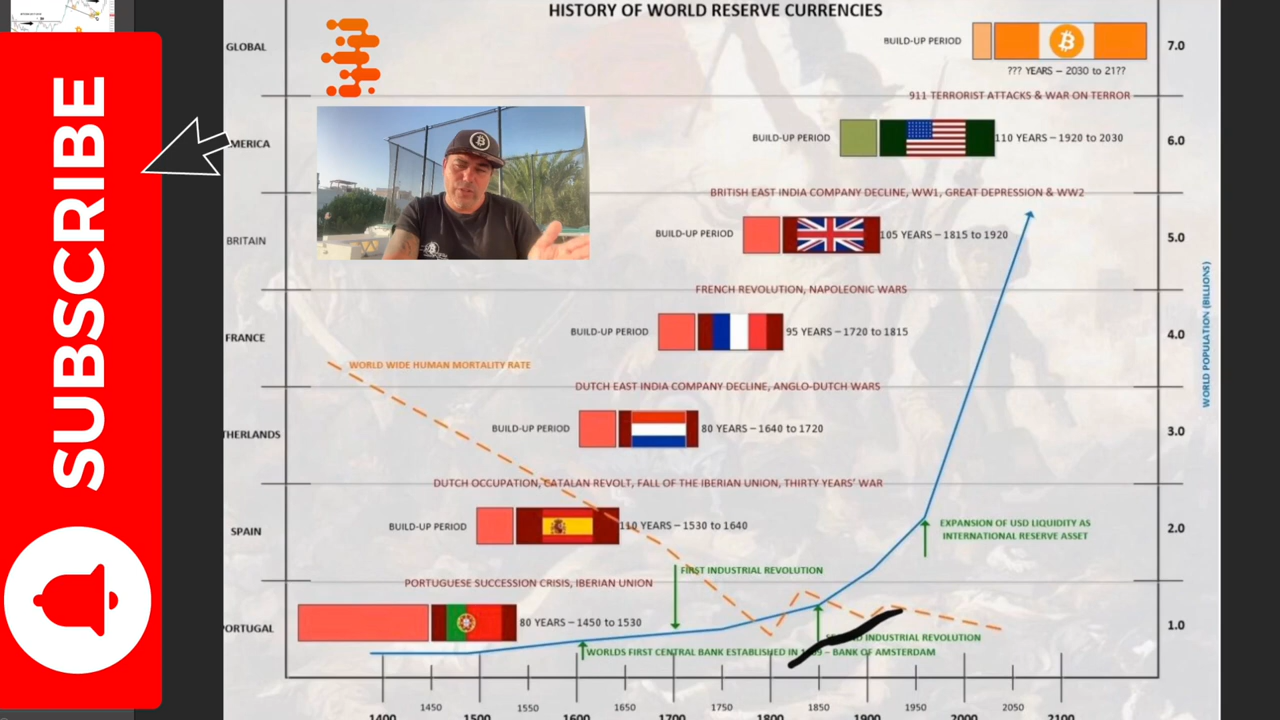 SUBSCRIBE
HISTORY OF WORLD RESERVE CURRENCIES
GLOBAL
BUILD-UP PERIOD
7.0
??? YEARS – 2030 to 21??
911 TERRORIST ATTACKS & WAR ON TERROR
MERICA
BUILD-UP PERIOD
110 YEARS – 1920 to 2030
6.0
BRITISH EAST INDIA COMPANY DECLINE, WW1, GREAT DEPRESSION & WW2
BRITAIN
BUILD-UP PERIOD
105 YEARS – 1815 to 1920
5.0
FRENCH REVOLUTION, NAPOLEONIC WARS
WORLD POPULATION (BILLIONS)
FRANCE
BUILD-UP PERIOD
95 YEARS – 1720 to 1815
4.0
WORLD WIDE HUMAN MORTALITY RATE
DUTCH EAST INDIA COMPANY DECLINE, ANGLO-DUTCH WARS
THERLANDS
BUILD-UP PERIOD
80 YEARS – 1640 to 1720
3.0
DUTCH OCCUPATION, CATALAN REVOLT, FALL OF THE IBERIAN UNION, THIRTY YEARS' WAR
SPAIN
BUILD-UP PERIOD
110 YEARS – 1530 to 1640
2.0
EXPANSION OF USD LIQUIDITY AS
INTERNATIONAL RESERVE ASSET
FIRST INDUSTRIAL REVOLUTION
PORTUGUESE SUCCESSION CRISIS, IBERIAN UNION
PORTUGAL
80 YEARS – 1450 to 1530
1.0
INDUSTRIAL REVOLUTION
WORLDS FIRST CENTRAL BANK ESTABLISHED IN – BANK OF AMSTERDAM
1400 1450 1500 1550 1600 1650 1700 1750 1800 1850 1900 1950 2000 2050 2100